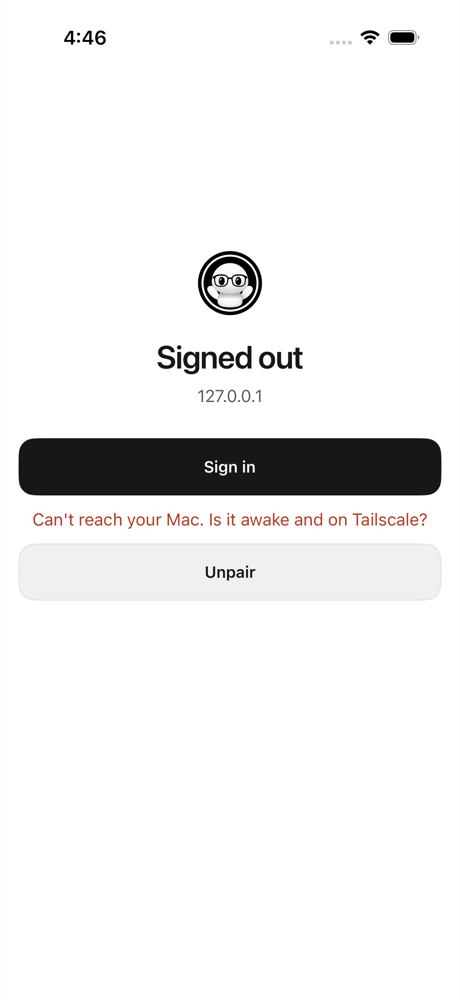 4:46
Signed out
127.0.0.1
Sign in
Can't reach your Mac. Is it awake and on Tailscale?
Unpair